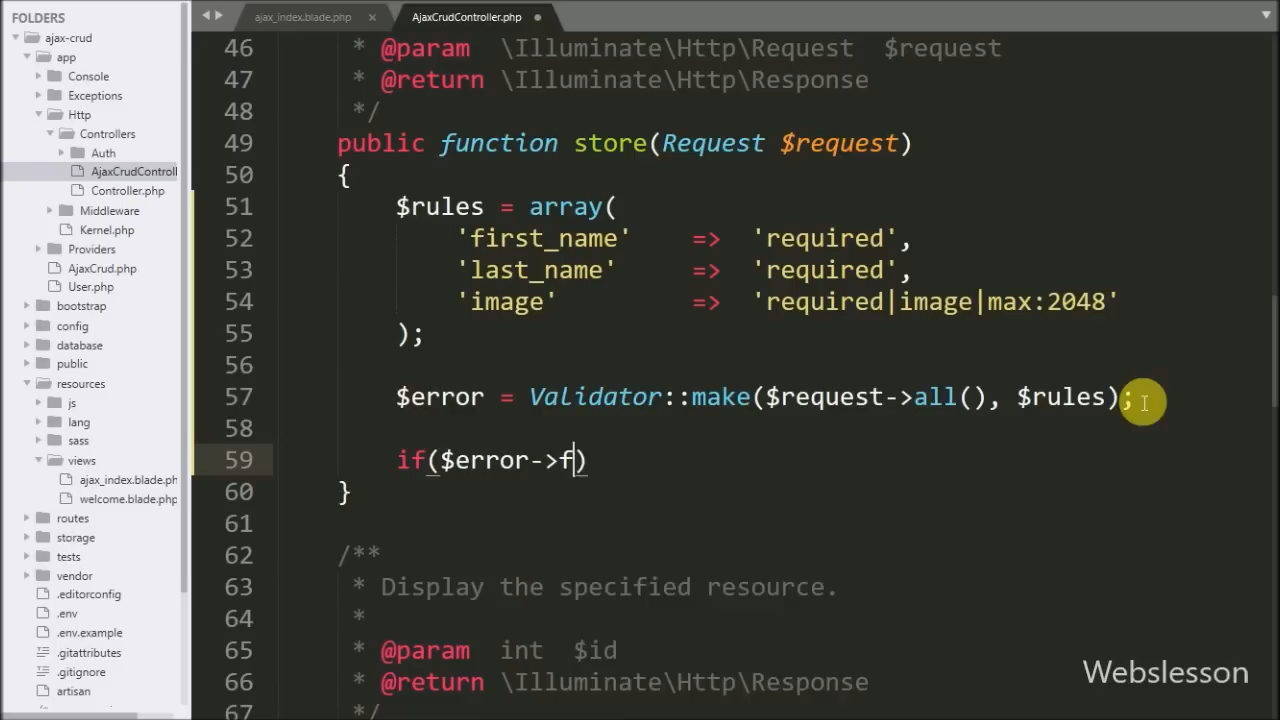 FOLDERS
ajax-crud
app
Console
Exceptions
Http
Controllers
Auth
AjaxCrudControll
Controller.php
Middleware
Kernel.php
Providers
AjaxCrud.php
User.php
bootstrap
config
database
public
resources
js
lang
sass
views
ajax_index.blade.ph
welcome.blade.php
routes
storage
tests
vendor
.editorconfig
.env
.env.example
.gitattributes
.gitignore
artisan
ajax_index.blade.php
AjaxCrudController.php
46 * @param \Illuminate\Http\Request $request
47 * @return \Illuminate\Http\Response
48 */
49 public function store(Request $request)
50 {
51 $rules = array(
52 'first_name' => 'required',
53 'last_name' => 'required',
54 'image' => 'required|image|max:2048'
55 );
56
57 $error = Validator::make($request->all(), $rules);
58
59 if($error->f)
60 }
61
62 /**
63 * Display the specified resource.
64 *
65 * @param int $id
66 * @return \Illuminate\Http\Response
67 */
Webslesson